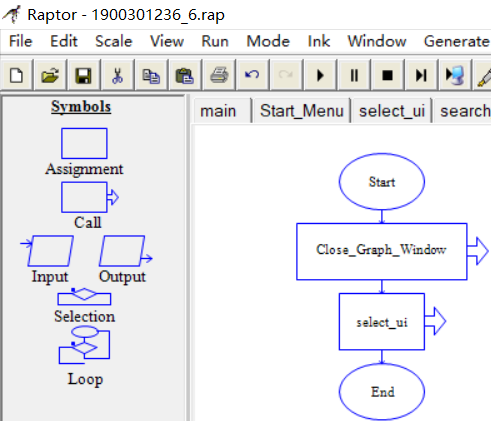 Raptor - 1900301236_6.rap
File Edit Scale View Run Mode Ink Window Generate
Symbols
Assignment
Call
Input Output
Selection
Loop
main Start_Menu select_ui search
Start
Close_Graph_Window
select_ui
End